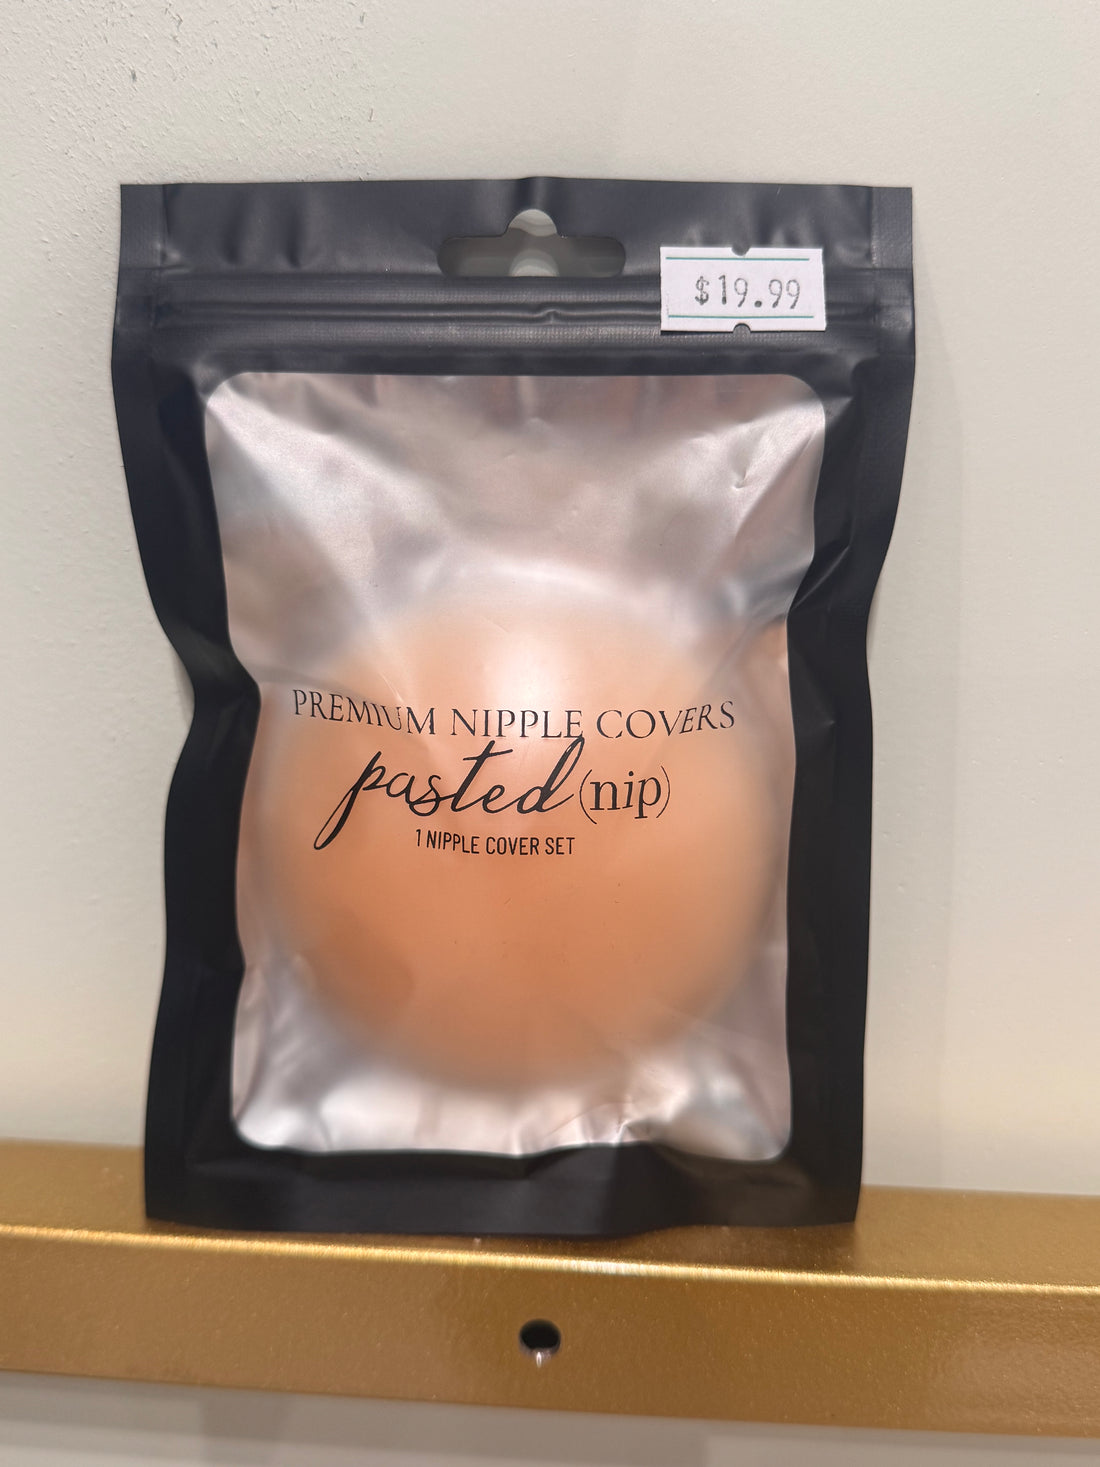 $19.99
PREMIUM NIPPLE COVERS
pasted (nip)
1 NIPPLE COVER SET